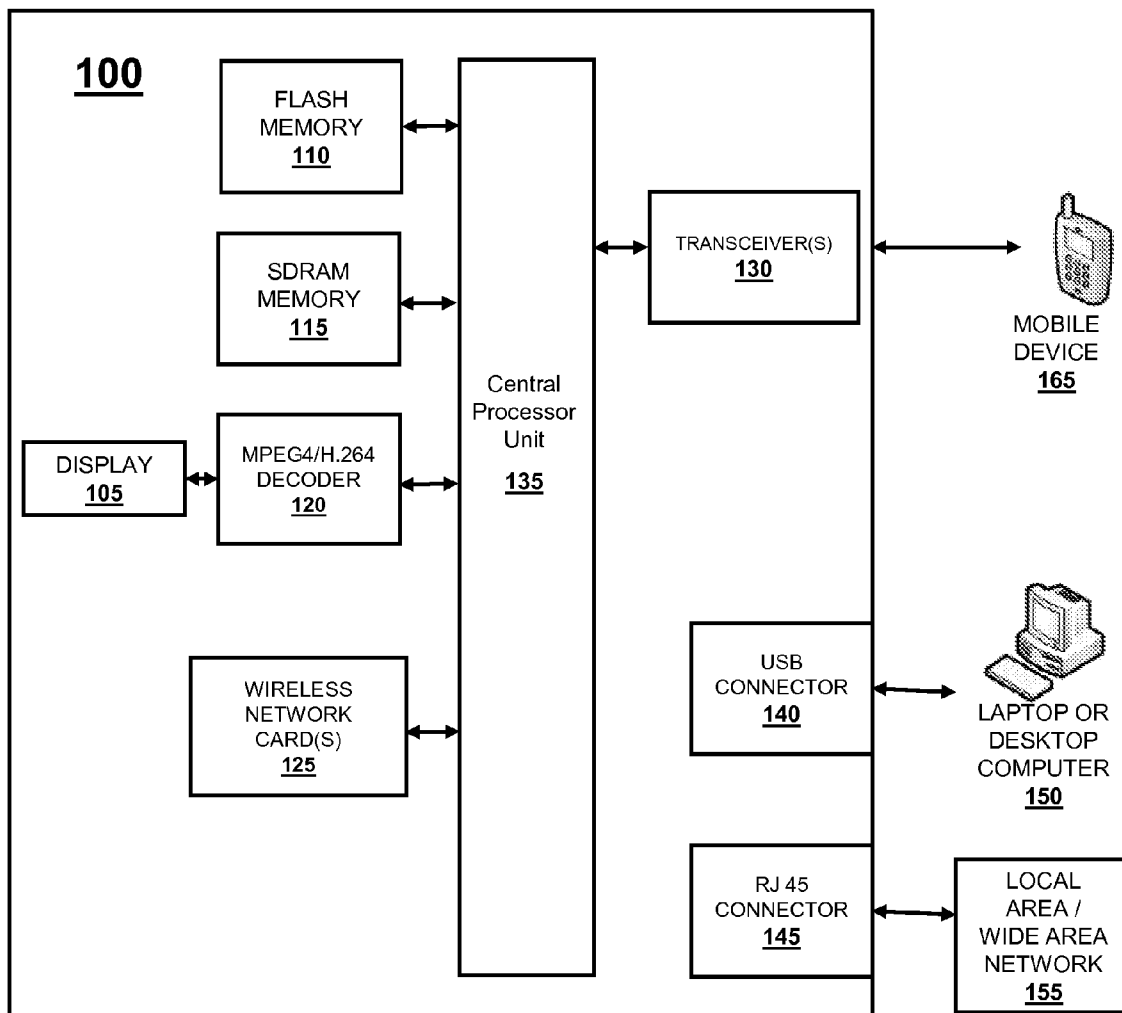 100
FLASH
MEMORY
110
SDRAM
MEMORY
115
DISPLAY
105
MPEG4/H.264
DECODER
120
WIRELESS
NETWORK
CARD(S)
125
Central
Processor
Unit
135
TRANSCEIVER(S)
130
MOBILE
DEVICE
165
USB
CONNECTOR
140
LAPTOP OR
DESKTOP
COMPUTER
150
RJ 45
CONNECTOR
145
LOCAL
AREA /
WIDE AREA
NETWORK
155